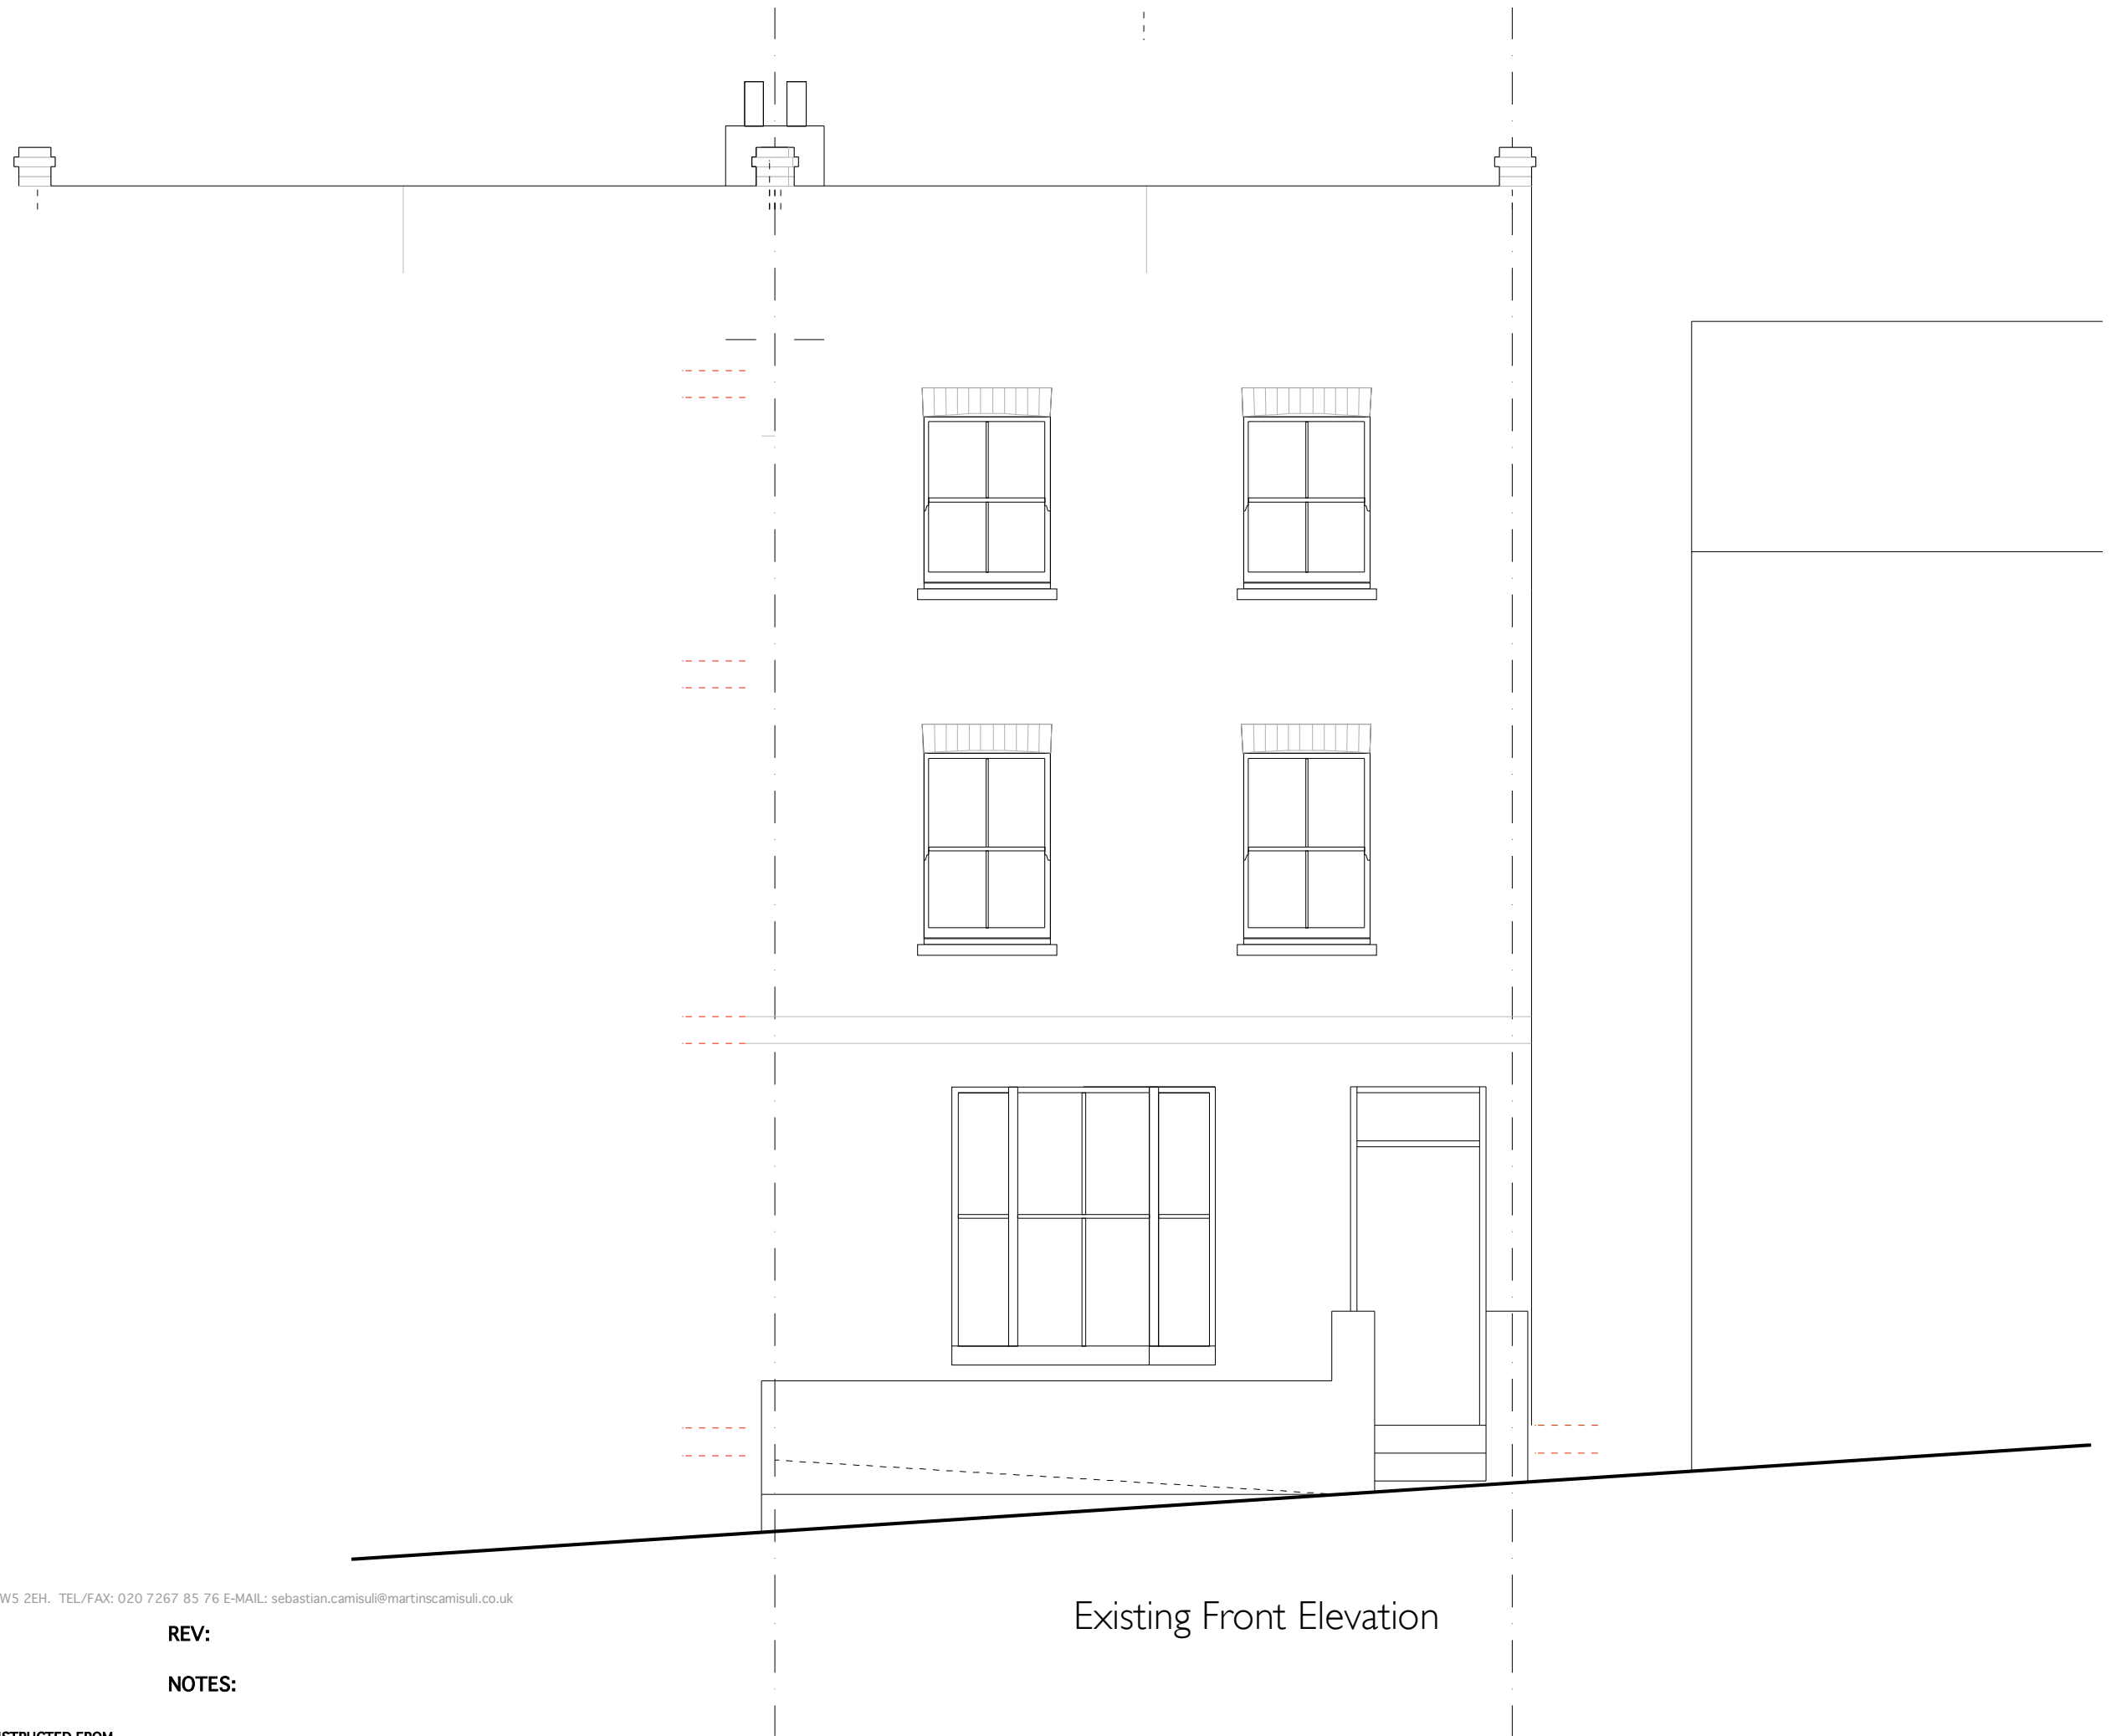 W5 2EH. TEL/FAX: 020 7267 85 76 E-MAIL: sebastian.camisuli@martinscamisuli.co.uk
Existing Front Elevation
REV:
NOTES:
FROM